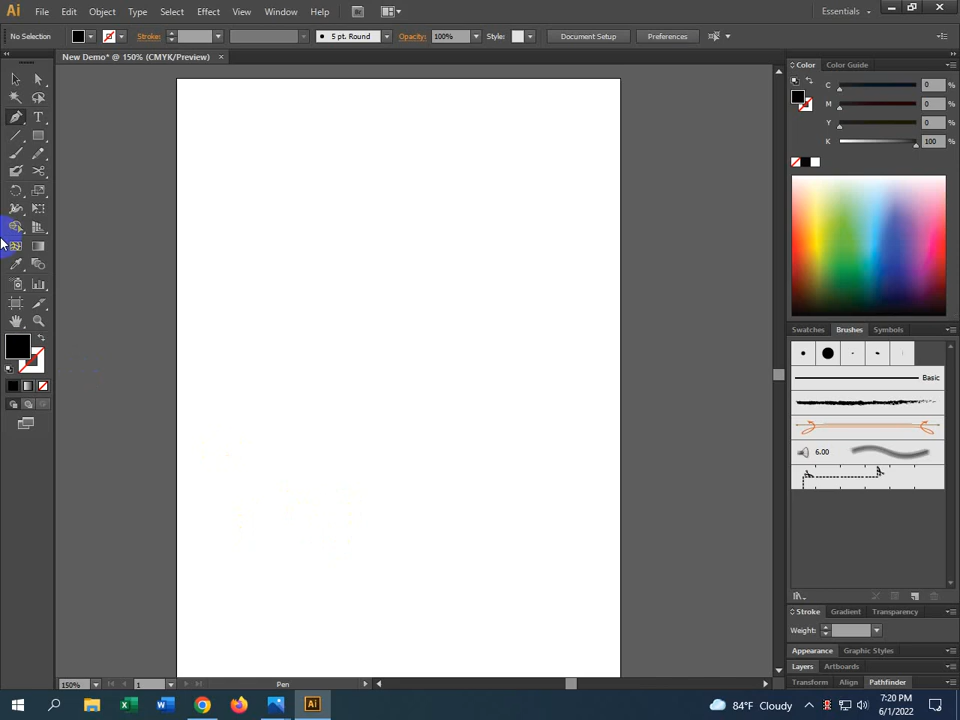 Ai File Edit Object Type Select Effect View Window Help Br Essentials
No Selection Stroke: 5 pt. Round Opacity: 100% Style: Document Setup Preferences
New Demo* @ 150% (CMYK/Preview)
Color Color Guide
C 0 %
M 0 %
Y 0 %
K 100 %
T
Swatches Brushes Symbols
Basic
6.00
Stroke Gradient Transparency
Weight:
Appearance Graphic Styles
Layers Artboards
Transform Align Pathfinder
150% 1 Pen
84°F Cloudy
7:20 PM
6/1/2022
Ai